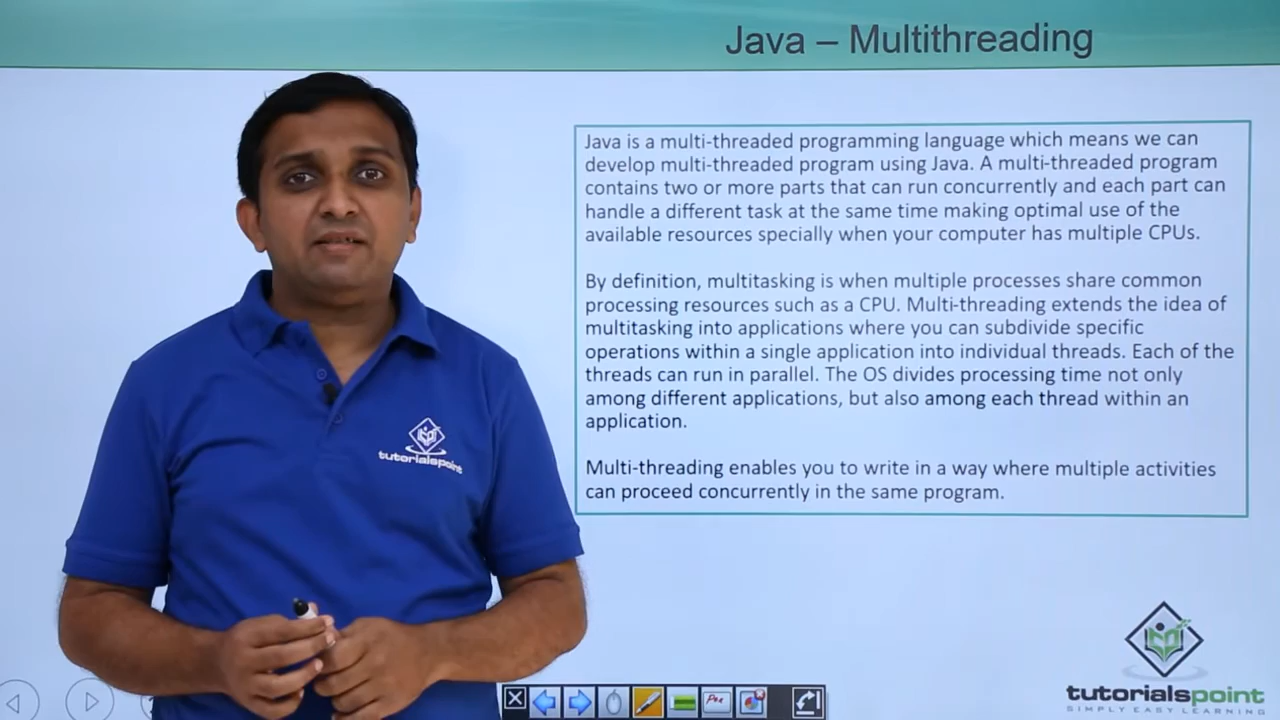 Java – Multithreading
Java is a multi-threaded programming language which means we can
develop multi-threaded program using Java. A multi-threaded program
contains two or more parts that can run concurrently and each part can
handle a different task at the same time making optimal use of the
available resources specially when your computer has multiple CPUs.
By definition, multitasking is when multiple processes share common
processing resources such as a CPU. Multi-threading extends the idea of
multitasking into applications where you can subdivide specific
operations within a single application into individual threads. Each of the
threads can run in parallel. The OS divides processing time not only
among different applications, but also among each thread within an
application.
Multi-threading enables you to write in a way where multiple activities
can proceed concurrently in the same program.
tutorialspoint
tutorialspoint
SIMPLY EASY LEARNING